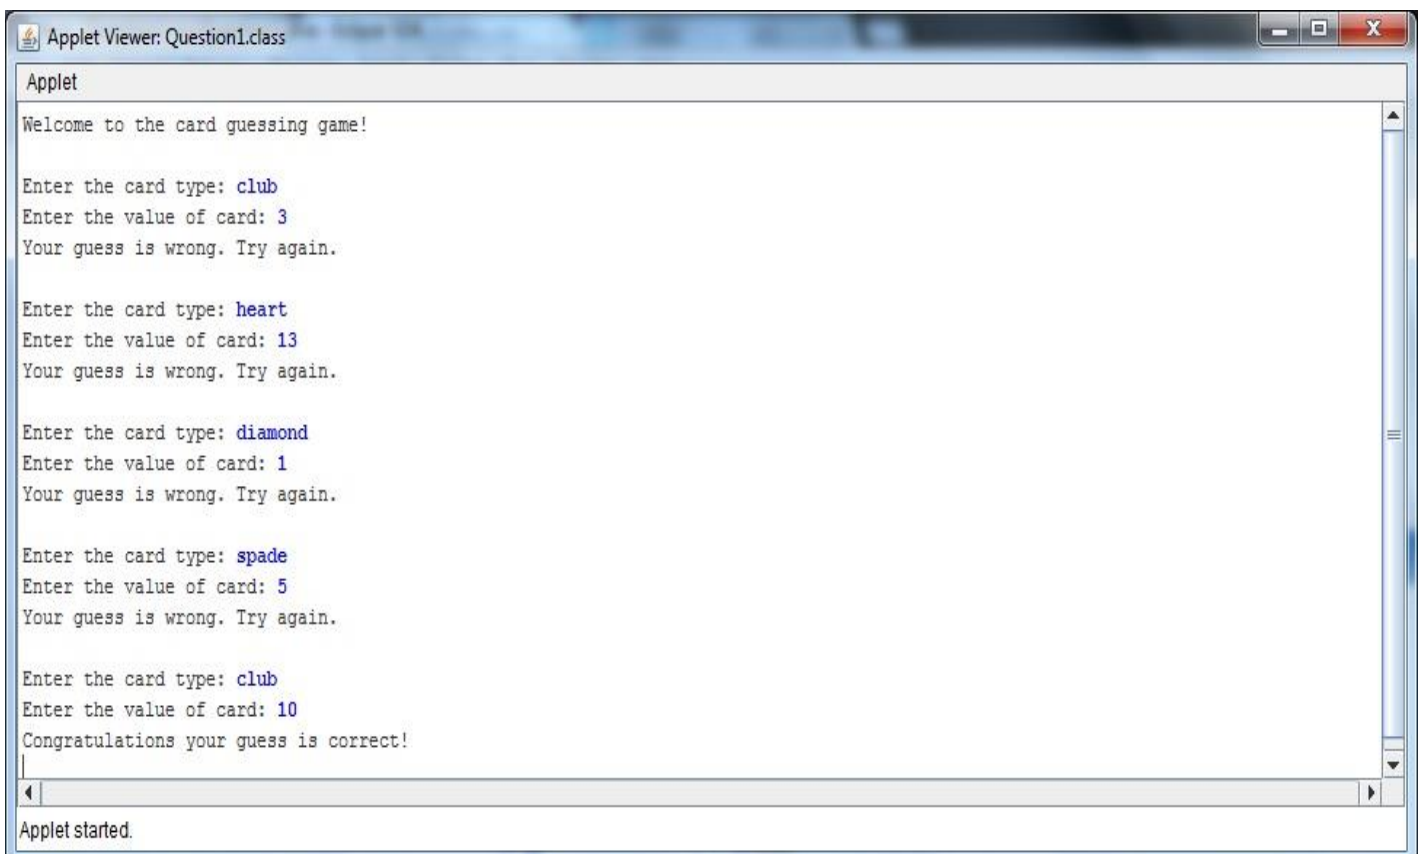 Applet Viewer: Question1.class
Applet
Welcome to the card guessing game!
Enter the card type: club
Enter the value of card: 3
Your guess is wrong. Try again.
Enter the card type: heart
Enter the value of card: 13
Your guess is wrong. Try again.
Enter the card type: diamond
Enter the value of card: 1
Your guess is wrong. Try again.
Enter the card type: spade
Enter the value of card: 5
Your guess is wrong. Try again.
Enter the card type: club
Enter the value of card: 10
Congratulations your guess is correct!
Applet started.